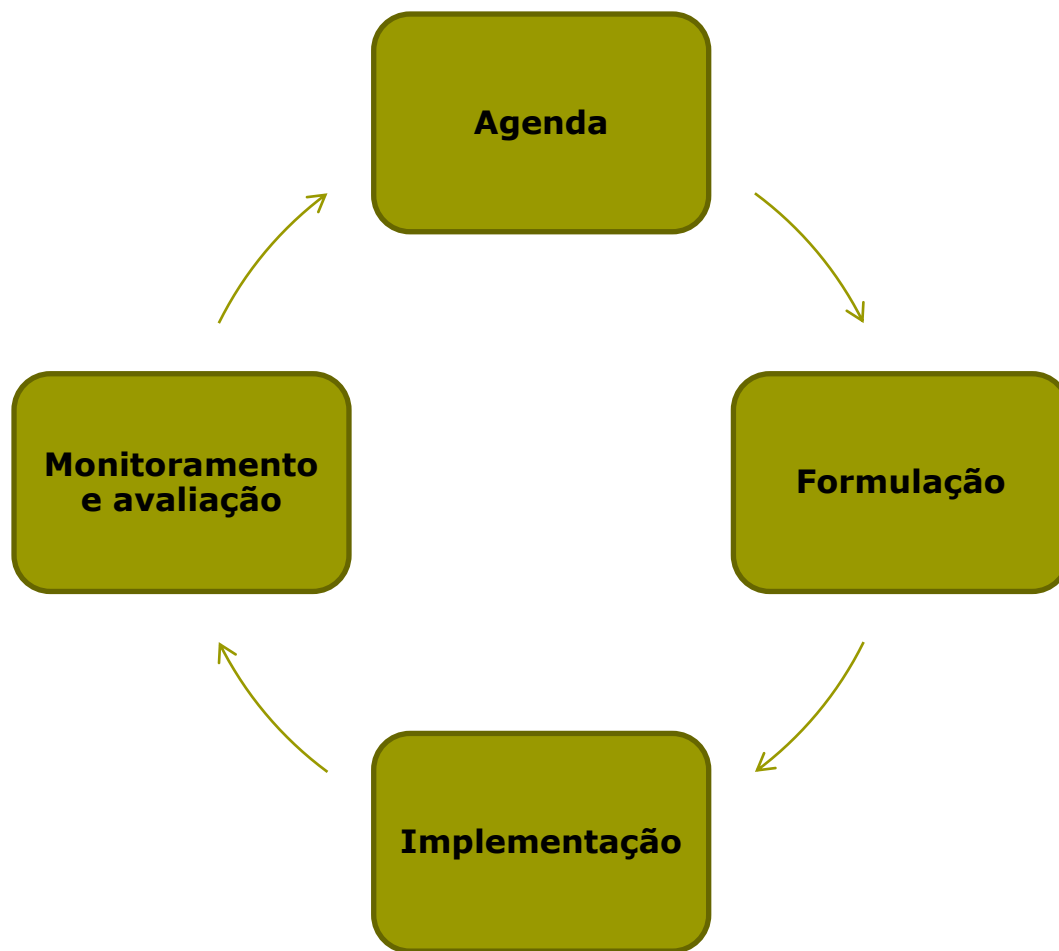 Agenda
Monitoramento
e avaliação
Formulação
Implementação